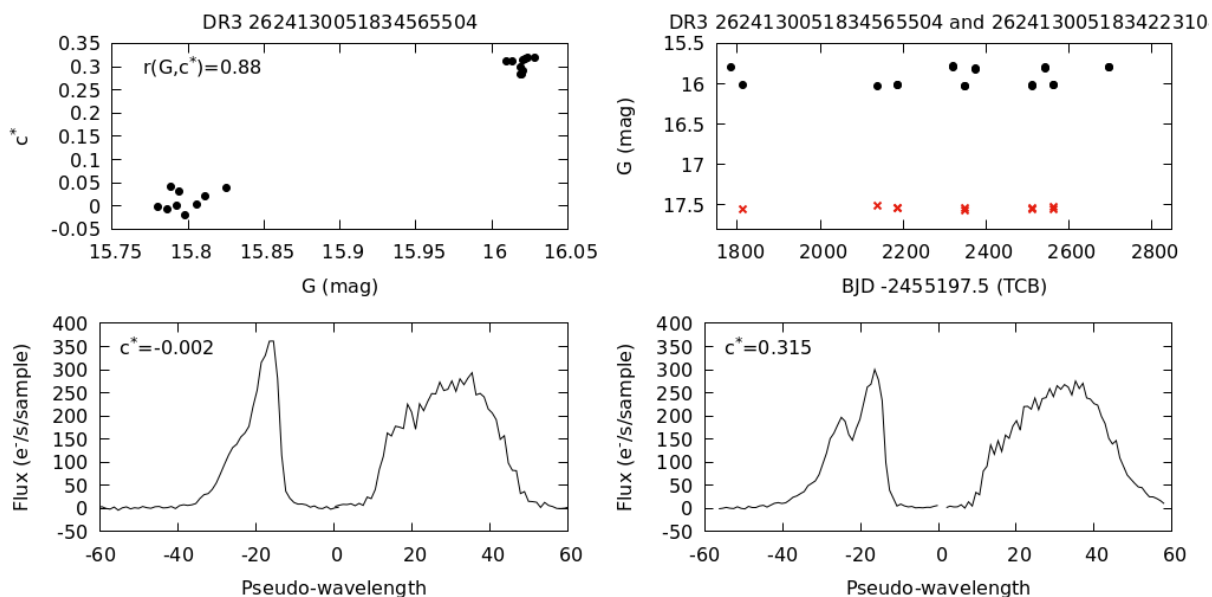 DR3 2624130051834565504
r(G,c*)=0.88
0.35
0.3
0.25
0.2
0.15
0.1
0.05
0
-0.05
c*
15.75 15.8 15.85 15.9 15.95 16 16.05
G (mag)
DR3 2624130051834565504 and 262413005183422310
15.5
16
16.5
17
17.5
G (mag)
1800 2000 2200 2400 2600 2800
BJD -2455197.5 (TCB)
c*=-0.002
400
350
300
250
200
150
100
50
0
-50
Flux (e-/s/sample)
-60 -40 -20 0 20 40 60
Pseudo-wavelength
c*=0.315
400
350
300
250
200
150
100
50
0
-50
Flux (e-/s/sample)
-60 -40 -20 0 20 40 60
Pseudo-wavelength